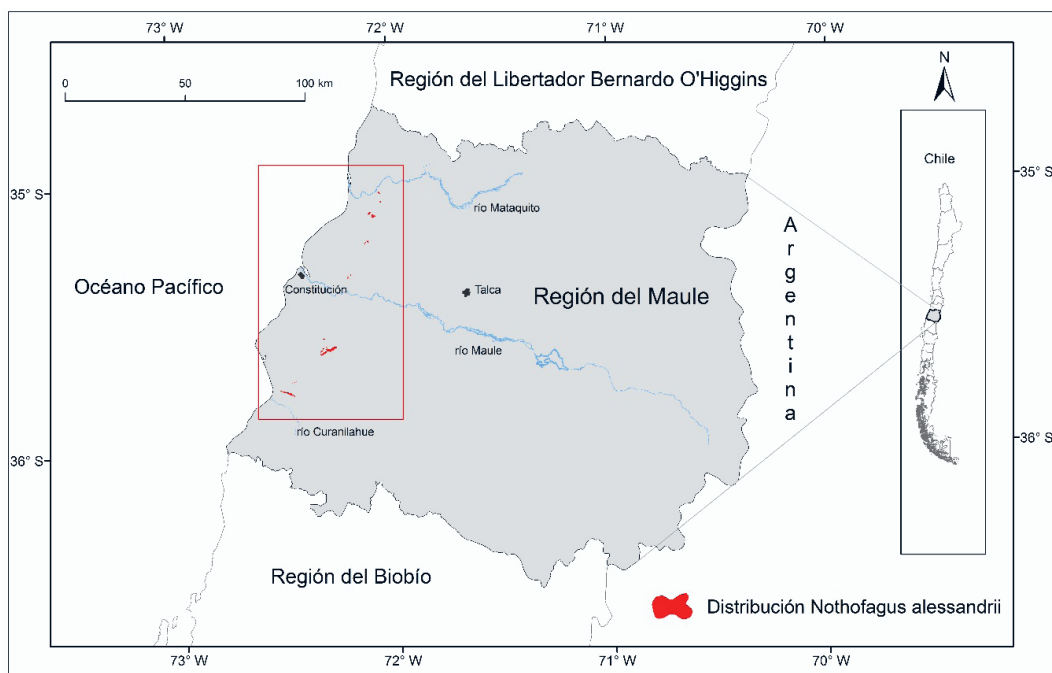 73° W
72° W
71° W
70° W
0
50
100 km
Región del Libertador Bernardo O'Higgins
N
Chile
35° S
35° S
río Mataquito
Argentina
Océano Pacífico
Constitución
Talca
Región del Maule
río Maule
río Curanilahue
36° S
36° S
Región del Biobío
Distribución Nothofagus alessandrii
73° W
72° W
71° W
70° W